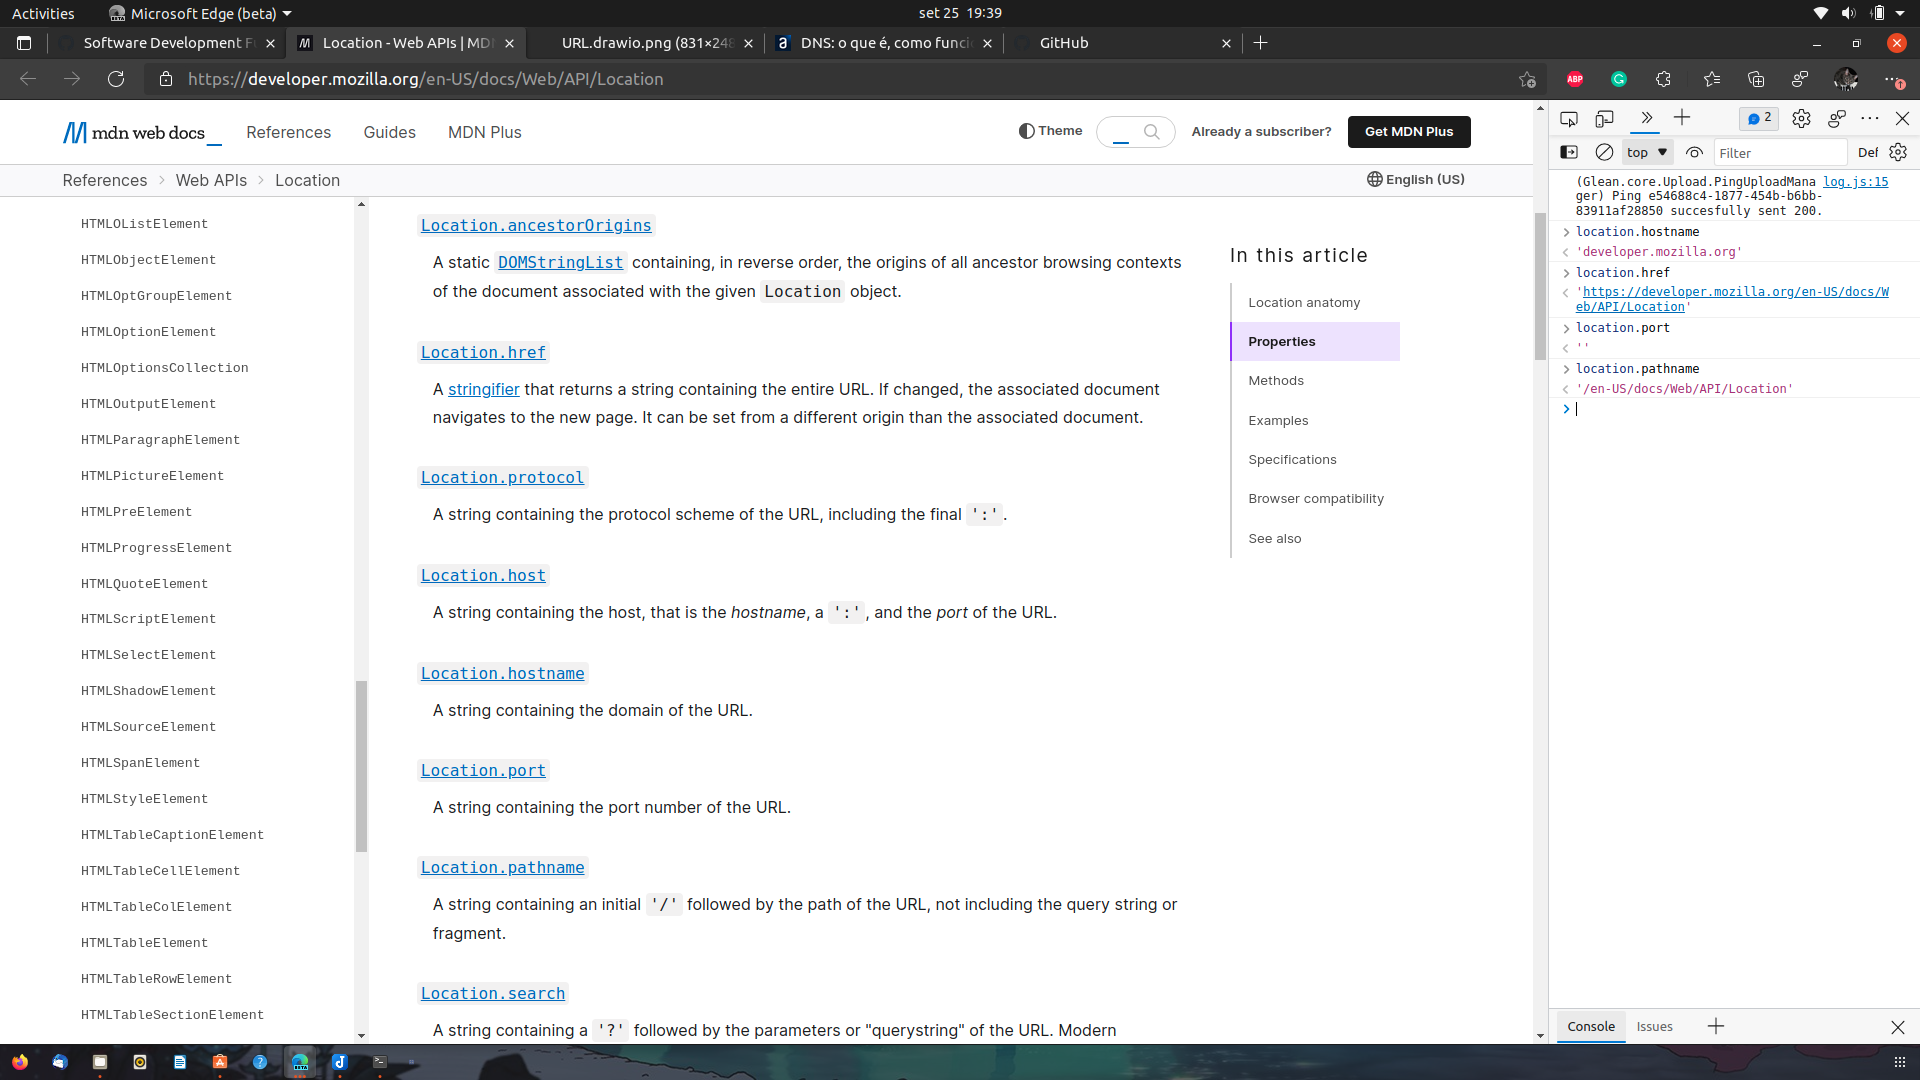 Activities
Microsoft Edge (beta)
set 25 19:39
Software Development F
Location - Web APIs | MDN
URL.drawio.png (831×248
DNS: o que é, como funcio
GitHub
https://developer.mozilla.org/en-US/docs/Web/API/Location
ABP
mdn web docs
References
Guides
MDN Plus
Theme
Already a subscriber?
Get MDN Plus
References
Web APIs
Location
English (US)
HTMLOListElement
HTMLObjectElement
HTMLOptGroupElement
HTMLOptionElement
HTMLOptionsCollection
HTMLOutputElement
HTMLParagraphElement
HTMLPictureElement
HTMLPreElement
HTMLProgressElement
HTMLQuoteElement
HTMLScriptElement
HTMLSelectElement
HTMLShadowElement
HTMLSourceElement
HTMLSpanElement
HTMLStyleElement
HTMLTableCaptionElement
HTMLTableCellElement
HTMLTableColElement
HTMLTableElement
HTMLTableRowElement
HTMLTableSectionElement
Location.ancestorOrigins
A static DOMStringList containing, in reverse order, the origins of all ancestor browsing contexts
of the document associated with the given Location object.
Location.href
A stringifier that returns a string containing the entire URL. If changed, the associated document
navigates to the new page. It can be set from a different origin than the associated document.
Location.protocol
A string containing the protocol scheme of the URL, including the final ':'.
Location.host
A string containing the host, that is the hostname, a ':', and the port of the URL.
Location.hostname
A string containing the domain of the URL.
Location.port
A string containing the port number of the URL.
Location.pathname
A string containing an initial '/' followed by the path of the URL, not including the query string or
fragment.
Location.search
A string containing a '?' followed by the parameters or "querystring" of the URL. Modern
In this article
Location anatomy
Properties
Methods
Examples
Specifications
Browser compatibility
See also
2
top
Filter
Def
(Glean.core.Upload.PingUploadMana log.js:15
ger) Ping e54688c4-1877-454b-b6bb-
83911af28850 succesfully sent 200.
location.hostname
'developer.mozilla.org'
location.href
'https://developer.mozilla.org/en-US/docs/W
eb/API/Location'
location.port
''
location.pathname
'/en-US/docs/Web/API/Location'
Console
Issues